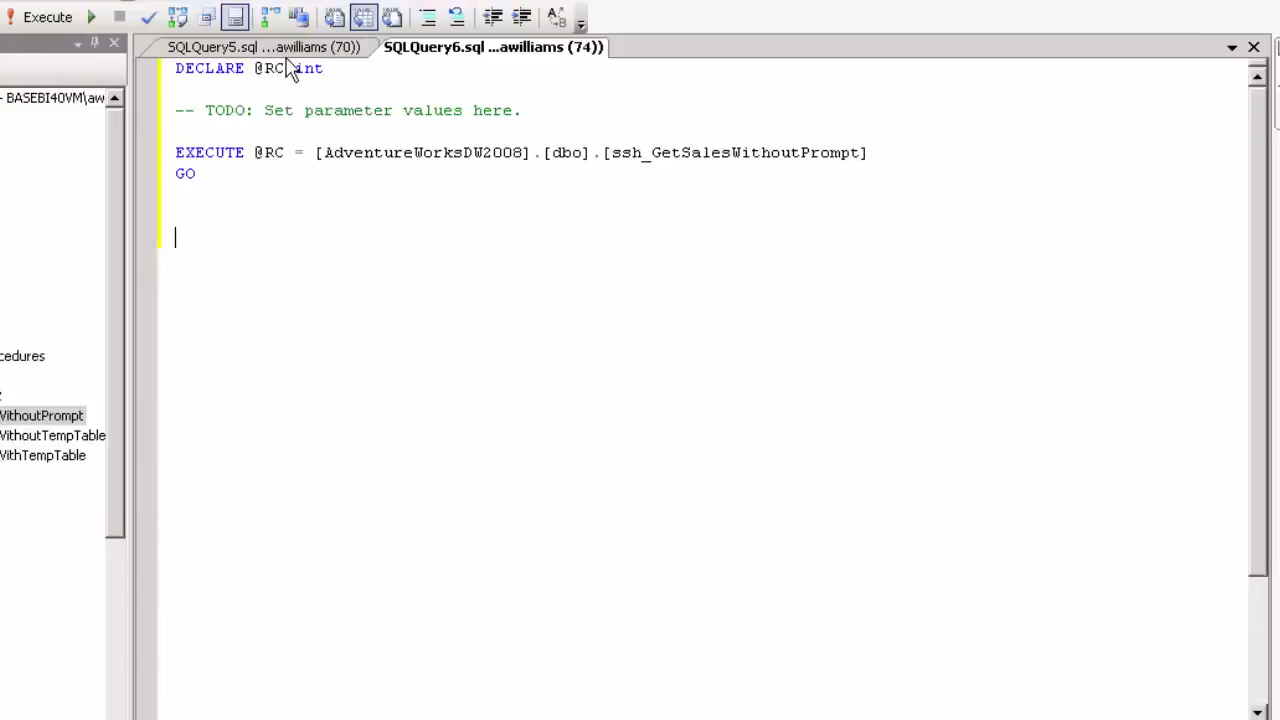 Execute
SQLQuery5.sql ...awilliams (70))
SQLQuery6.sql ...awilliams (74))
- BASEBI40VM\aw
cedures
WithoutPrompt
WithoutTempTable
WithTempTable
DECLARE @RC int
-- TODO: Set parameter values here.
EXECUTE @RC = [AdventureWorksDW2008].[dbo].[ssh_GetSalesWithoutPrompt]
GO